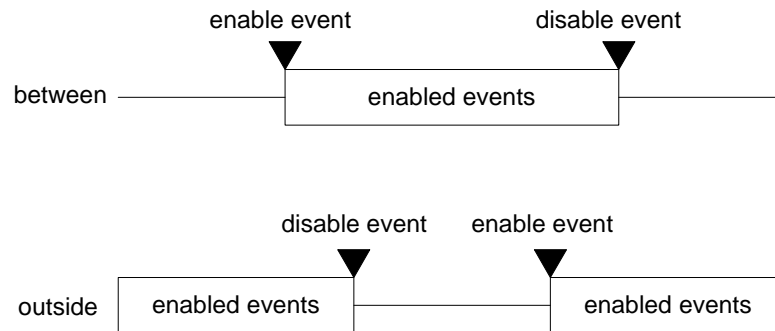 enable event
disable event
between
enabled events
disable event
enable event
outside
enabled events
enabled events